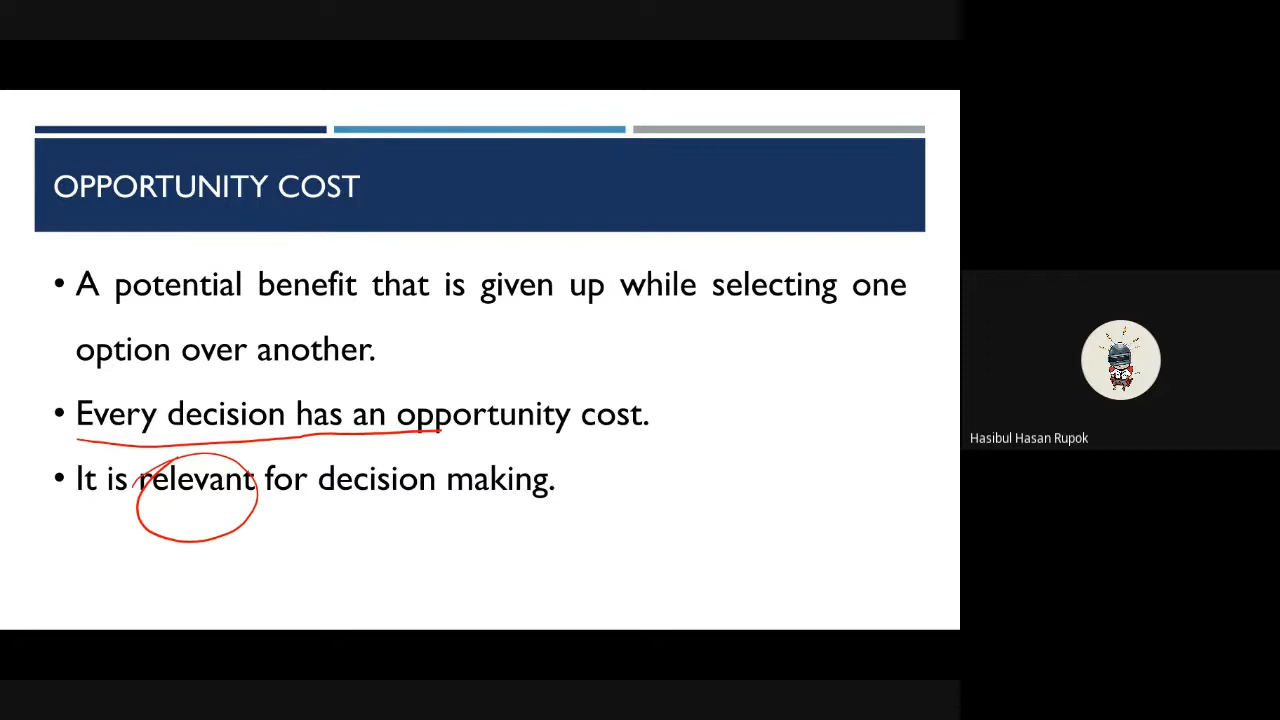 OPPORTUNITY COST
• A potential benefit that is given up while selecting one
option over another.
• Every decision has an opportunity cost.
• It is relevant for decision making.
Hasibul Hasan Rupok